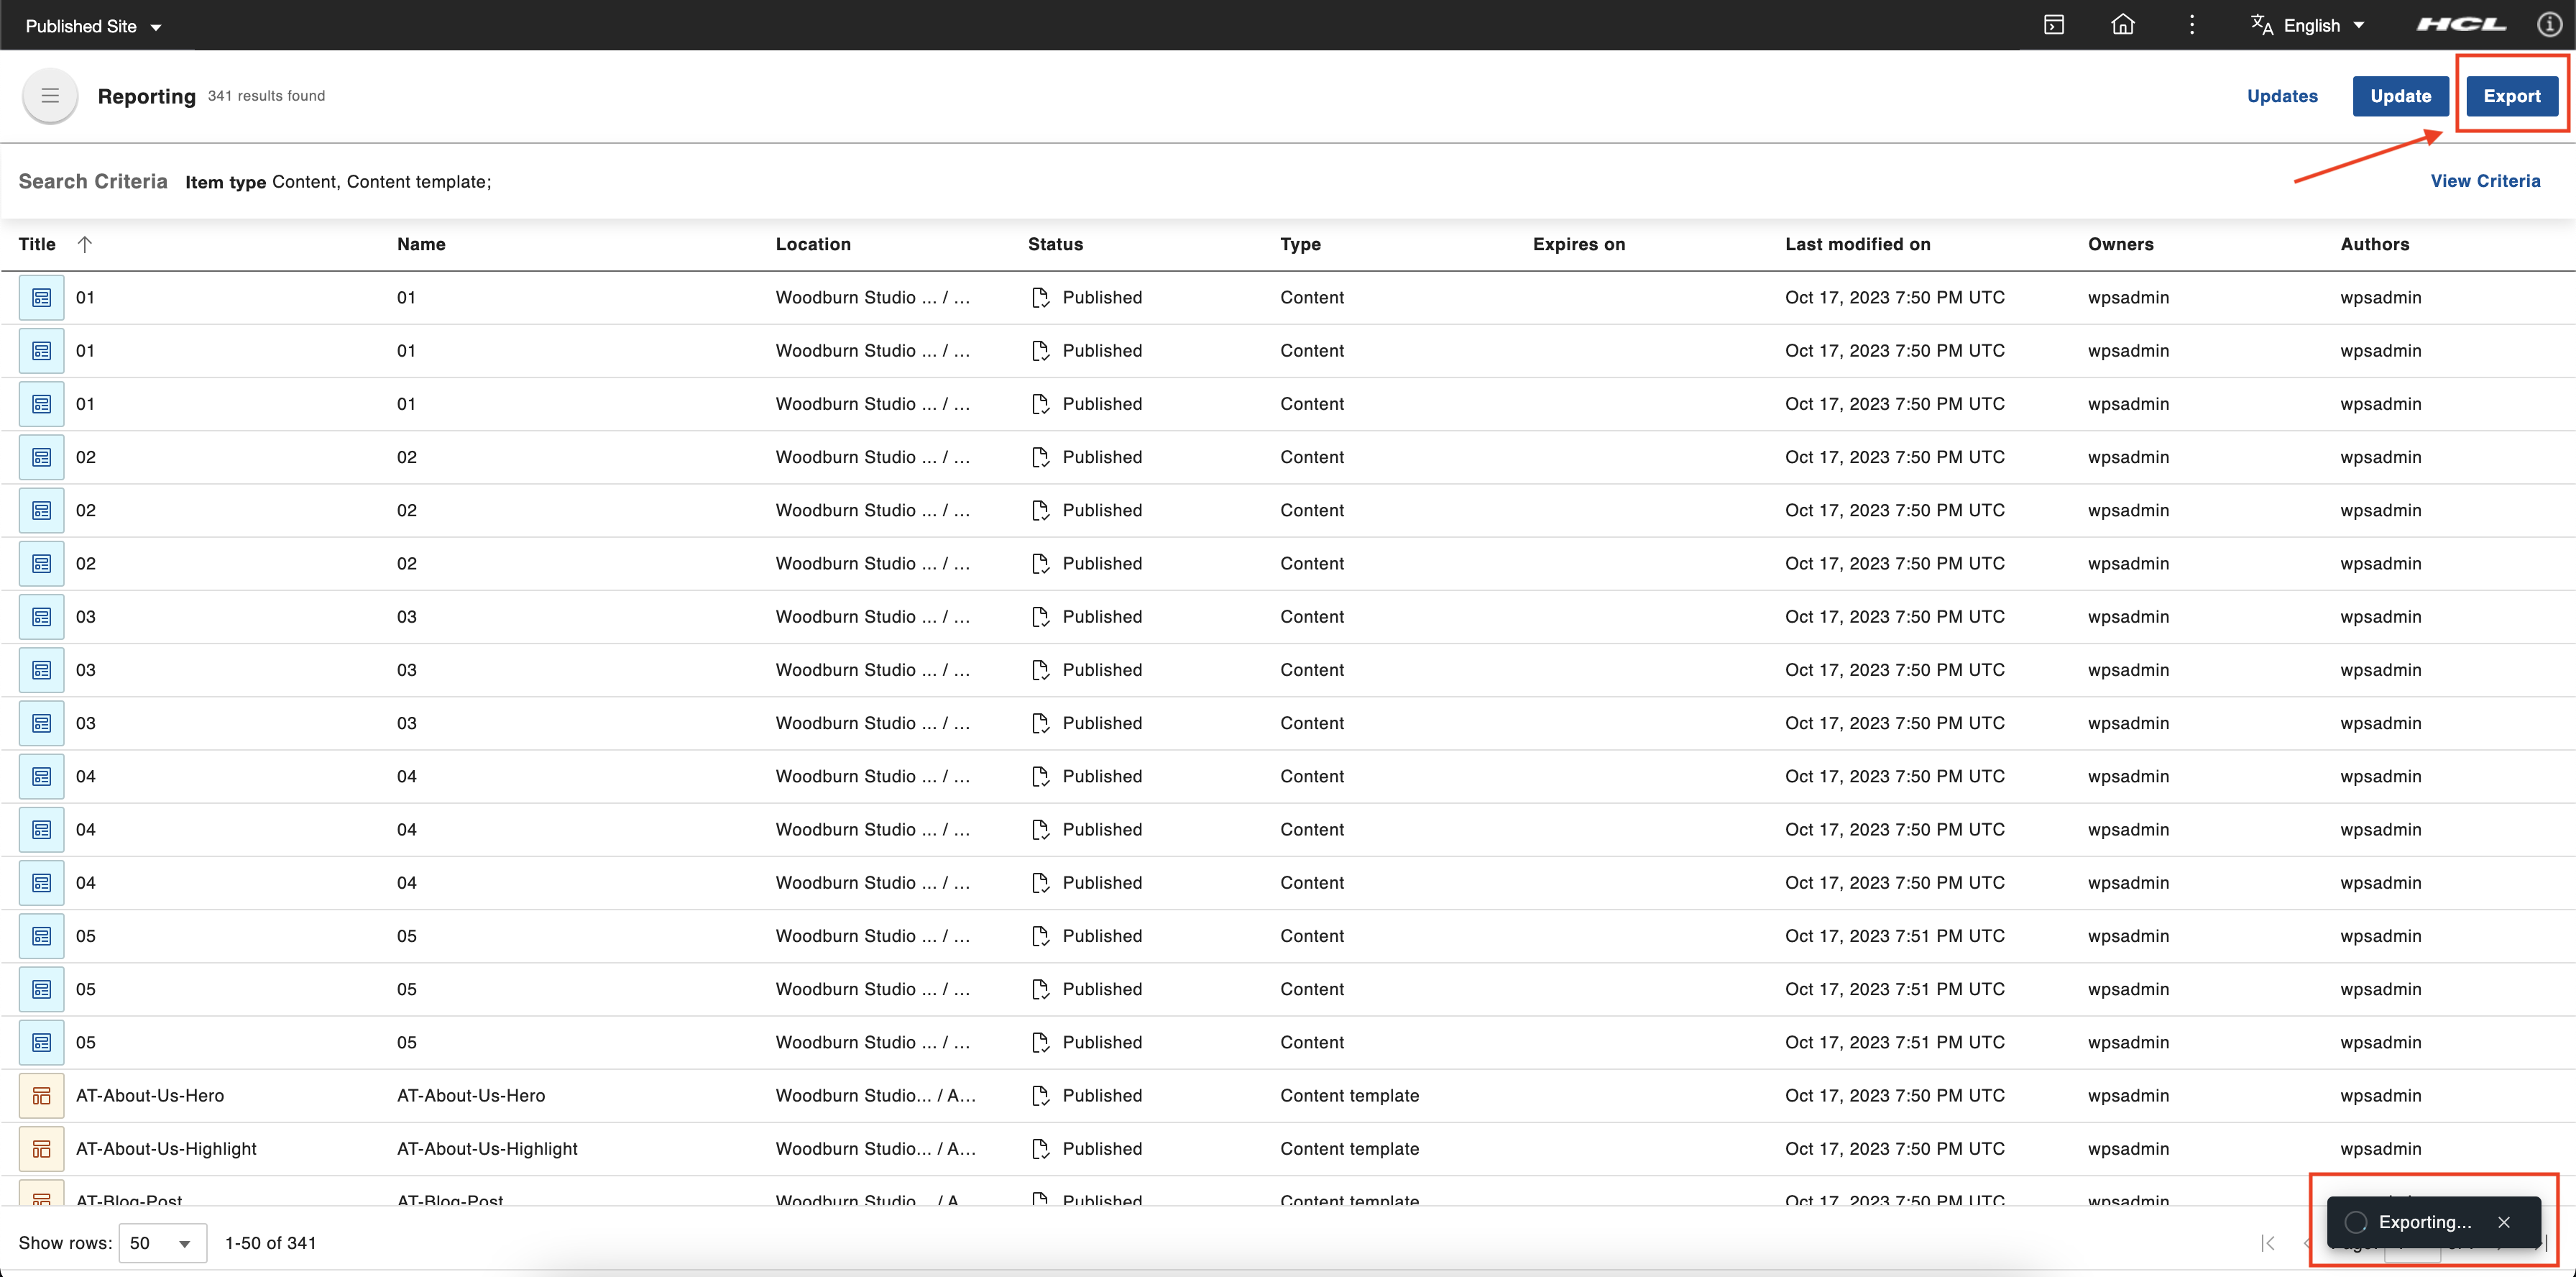 Published Site English HCL
Reporting 341 results found Updates Update Export
Search Criteria Item type Content, Content template; View Criteria
Title Name Location Status Type Expires on Last modified on Owners Authors
01 01 Woodburn Studio ... / ... Published Content Oct 17, 2023 7:50 PM UTC wpsadmin wpsadmin
01 01 Woodburn Studio ... / ... Published Content Oct 17, 2023 7:50 PM UTC wpsadmin wpsadmin
01 01 Woodburn Studio ... / ... Published Content Oct 17, 2023 7:50 PM UTC wpsadmin wpsadmin
02 02 Woodburn Studio ... / ... Published Content Oct 17, 2023 7:50 PM UTC wpsadmin wpsadmin
02 02 Woodburn Studio ... / ... Published Content Oct 17, 2023 7:50 PM UTC wpsadmin wpsadmin
02 02 Woodburn Studio ... / ... Published Content Oct 17, 2023 7:50 PM UTC wpsadmin wpsadmin
03 03 Woodburn Studio ... / ... Published Content Oct 17, 2023 7:50 PM UTC wpsadmin wpsadmin
03 03 Woodburn Studio ... / ... Published Content Oct 17, 2023 7:50 PM UTC wpsadmin wpsadmin
03 03 Woodburn Studio ... / ... Published Content Oct 17, 2023 7:50 PM UTC wpsadmin wpsadmin
04 04 Woodburn Studio ... / ... Published Content Oct 17, 2023 7:50 PM UTC wpsadmin wpsadmin
04 04 Woodburn Studio ... / ... Published Content Oct 17, 2023 7:50 PM UTC wpsadmin wpsadmin
04 04 Woodburn Studio ... / ... Published Content Oct 17, 2023 7:50 PM UTC wpsadmin wpsadmin
05 05 Woodburn Studio ... / ... Published Content Oct 17, 2023 7:51 PM UTC wpsadmin wpsadmin
05 05 Woodburn Studio ... / ... Published Content Oct 17, 2023 7:51 PM UTC wpsadmin wpsadmin
05 05 Woodburn Studio ... / ... Published Content Oct 17, 2023 7:51 PM UTC wpsadmin wpsadmin
AT-About-Us-Hero AT-About-Us-Hero Woodburn Studio... / A... Published Content template Oct 17, 2023 7:50 PM UTC wpsadmin wpsadmin
AT-About-Us-Highlight AT-About-Us-Highlight Woodburn Studio... / A... Published Content template Oct 17, 2023 7:50 PM UTC wpsadmin wpsadmin
AT-Blog-Post AT-Blog-Post Woodburn Studio... / A Published Content template Oct 17, 2023 7:50 PM UTC wpsadmin
Show rows: 50 1-50 of 341 Exporting...